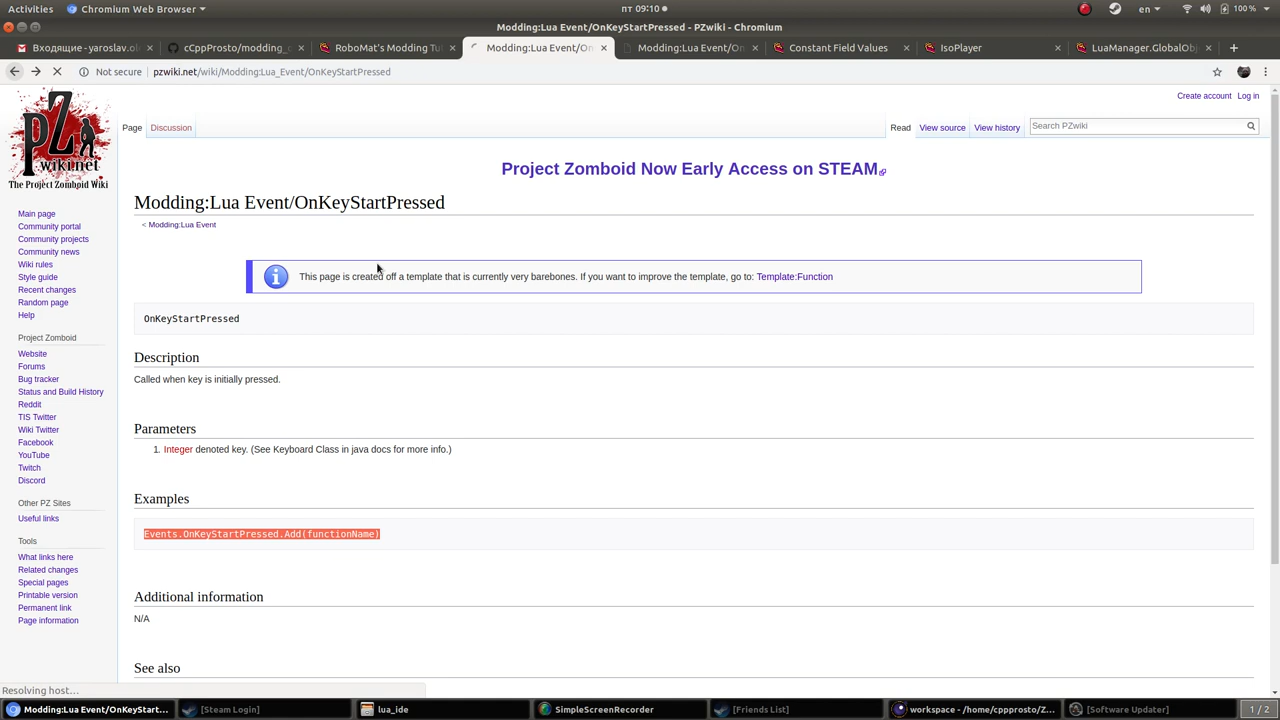 Activities
Chromium Web Browser
пт 09:10
en
100 %
Modding:Lua Event/OnKeyStartPressed - PZwiki - Chromium
Входящие - yaroslav.ol
cCppProsto/modding_c
RoboMat's Modding Tut
Modding:Lua Event/On
Modding:Lua Event/On
Constant Field Values
IsoPlayer
LuaManager.GlobalObj
Not secure
pzwiki.net/wiki/Modding:Lua_Event/OnKeyStartPressed
Create account Log in
Page Discussion
Read View source View history
Search PZwiki
PZ
wiki.net
The Project Zomboid Wiki
Main page
Community portal
Community projects
Community news
Wiki rules
Style guide
Recent changes
Random page
Help
Project Zomboid
Website
Forums
Bug tracker
Status and Build History
Reddit
TIS Twitter
Wiki Twitter
Facebook
YouTube
Twitch
Discord
Other PZ Sites
Useful links
Tools
What links here
Related changes
Special pages
Printable version
Permanent link
Page information
Project Zomboid Now Early Access on STEAM
Modding:Lua Event/OnKeyStartPressed
< Modding:Lua Event
This page is created off a template that is currently very barebones. If you want to improve the template, go to: Template:Function
OnKeyStartPressed
Description
Called when key is initially pressed.
Parameters
1. Integer denoted key. (See Keyboard Class in java docs for more info.)
Examples
Events.OnKeyStartPressed.Add(functionName)
Additional information
N/A
See also
Resolving host…
Modding:Lua Event/OnKeyStart…
[Steam Login]
lua_ide
SimpleScreenRecorder
[Friends List]
workspace - /home/cppprosto/Z…
[Software Updater]
1 / 2